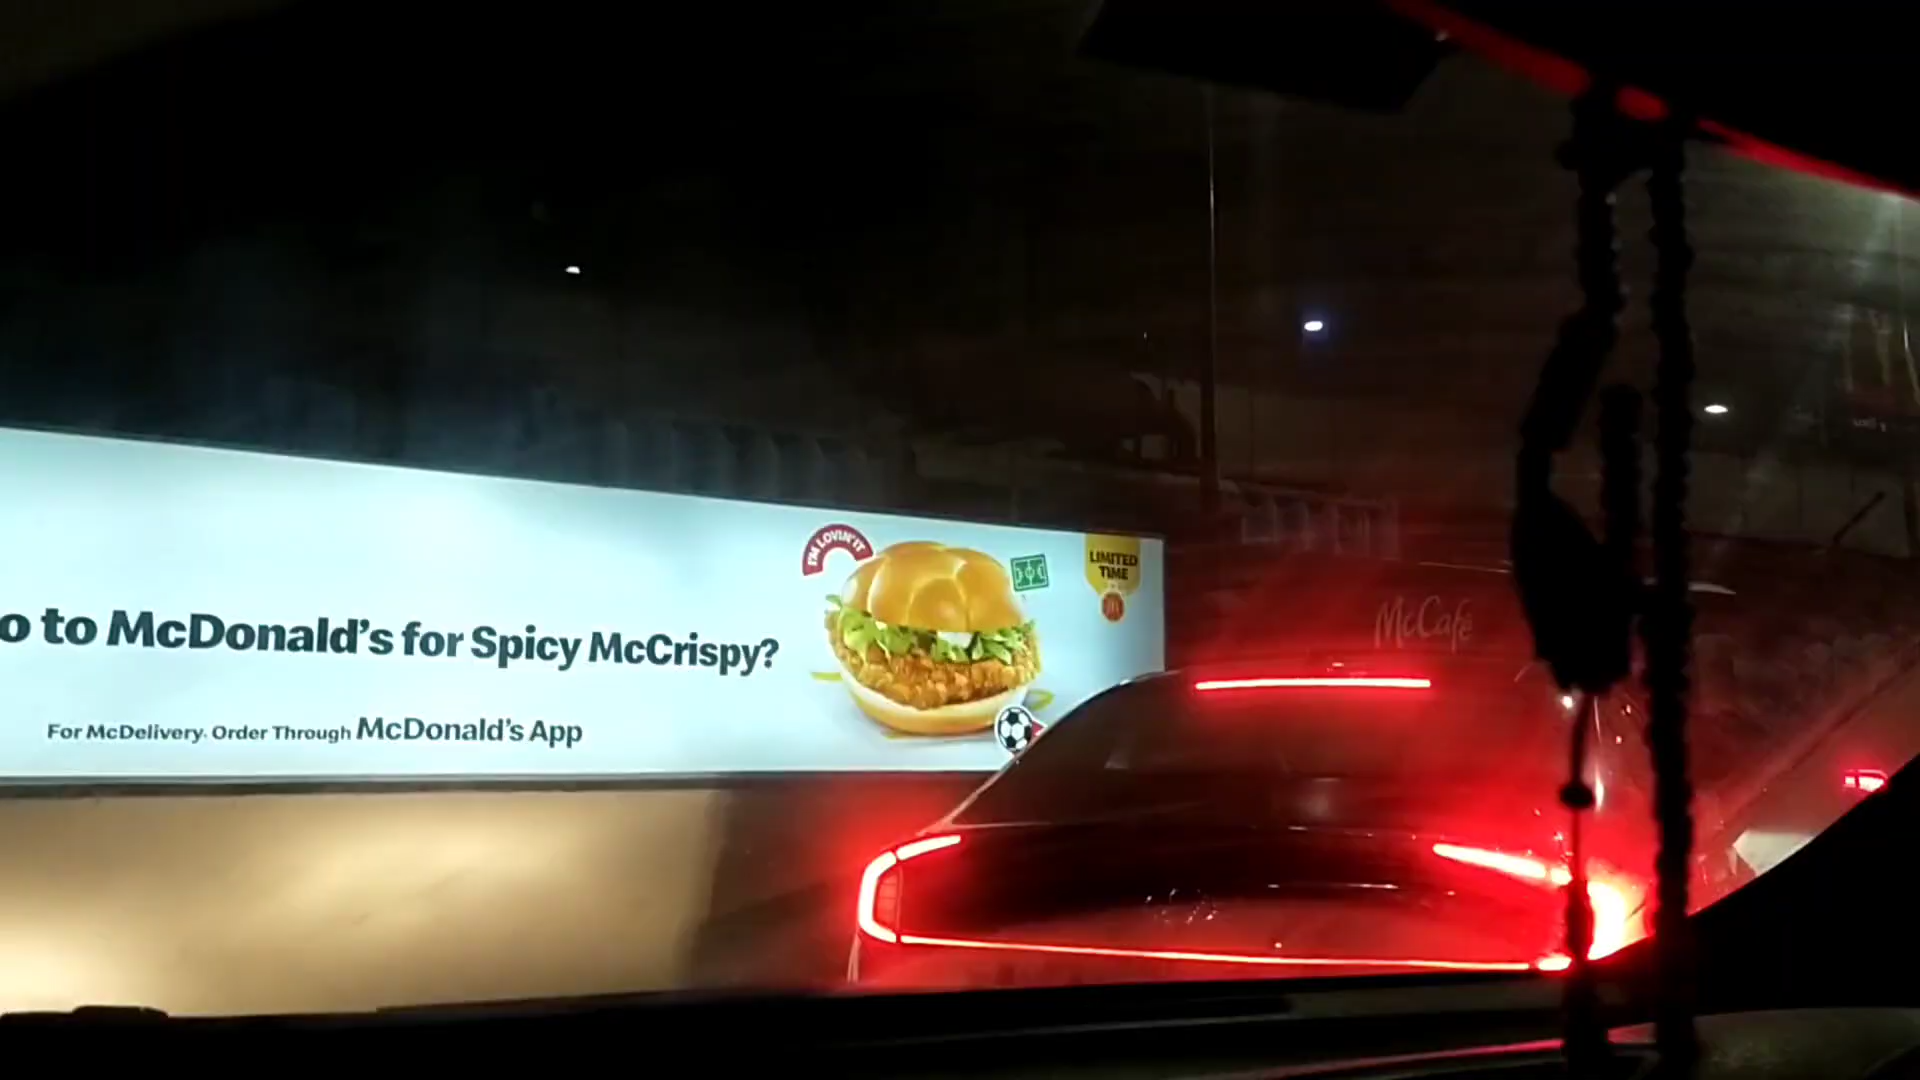 I'M LOVIN' IT
LIMITED
TIME
o to McDonald's for Spicy McCrispy?
For McDelivery. Order Through McDonald's App
McCafé